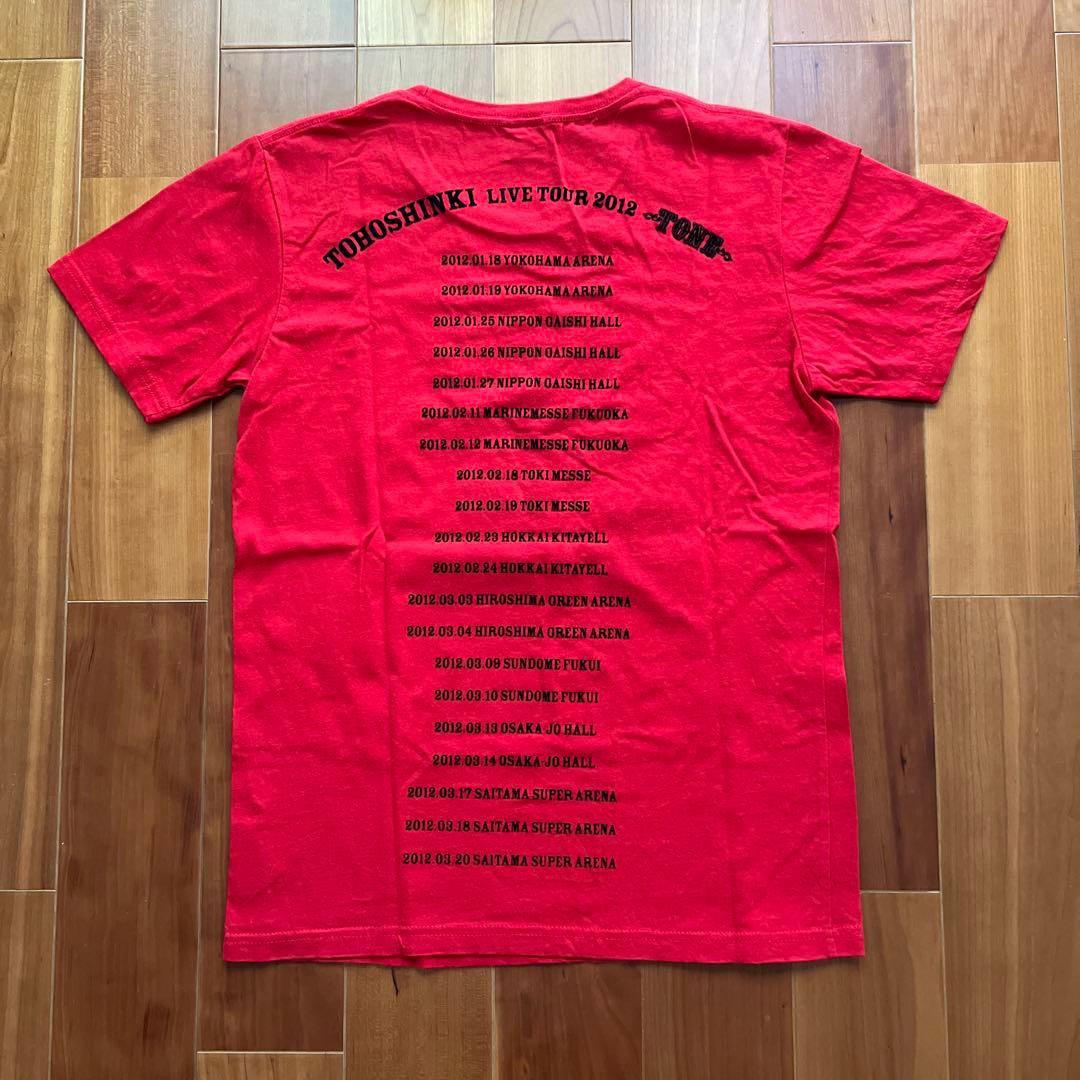 TOHOSHINKI LIVE TOUR 2012 ~TONE~
2012.01.18 YOKOHAMA ARENA
2012.01.19 YOKOHAMA ARENA
2012.01.25 NIPPON GAISHI HALL
2012.01.26 NIPPON GAISHI HALL
2012.01.27 NIPPON GAISHI HALL
2012.02.11 MARINEMESSE FUKUOKA
2012.02.12 MARINEMESSE FUKUOKA
2012.02.18 TOKI MESSE
2012.02.19 TOKI MESSE
2012.02.23 HOKKAI KITAYELL
2012.02.24 HOKKAI KITAYELL
2012.03.03 HIROSHIMA GREEN ARENA
2012.03.04 HIROSHIMA GREEN ARENA
2012.03.09 SUNDOME FUKUI
2012.03.10 SUNDOME FUKUI
2012.03.13 OSAKA-JO HALL
2012.03.14 OSAKA-JO HALL
2012.03.17 SAITAMA SUPER ARENA
2012.03.18 SAITAMA SUPER ARENA
2012.03.20 SAITAMA SUPER ARENA